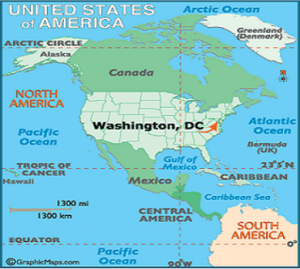 UNITED STATES
of AMERICA
Arctic Ocean
Greenland
(Denmark)
ARCTIC CIRCLE
Alaska
Canada
NORTH
AMERICA
Washington, DC
Pacific
Ocean
Atlantic
Ocean
Bermuda
(UK)
Gulf of
Mexico
TROPIC OF
CANCER
23°5'N
Hawaii
Mexico
CARIBBEAN
1300 mi
1300 km
Caribbean Sea
CENTRAL
AMERICA
SOUTH
AMERICA
EQUATOR
Pacific
Ocean
90°W
©GraphicMaps.com